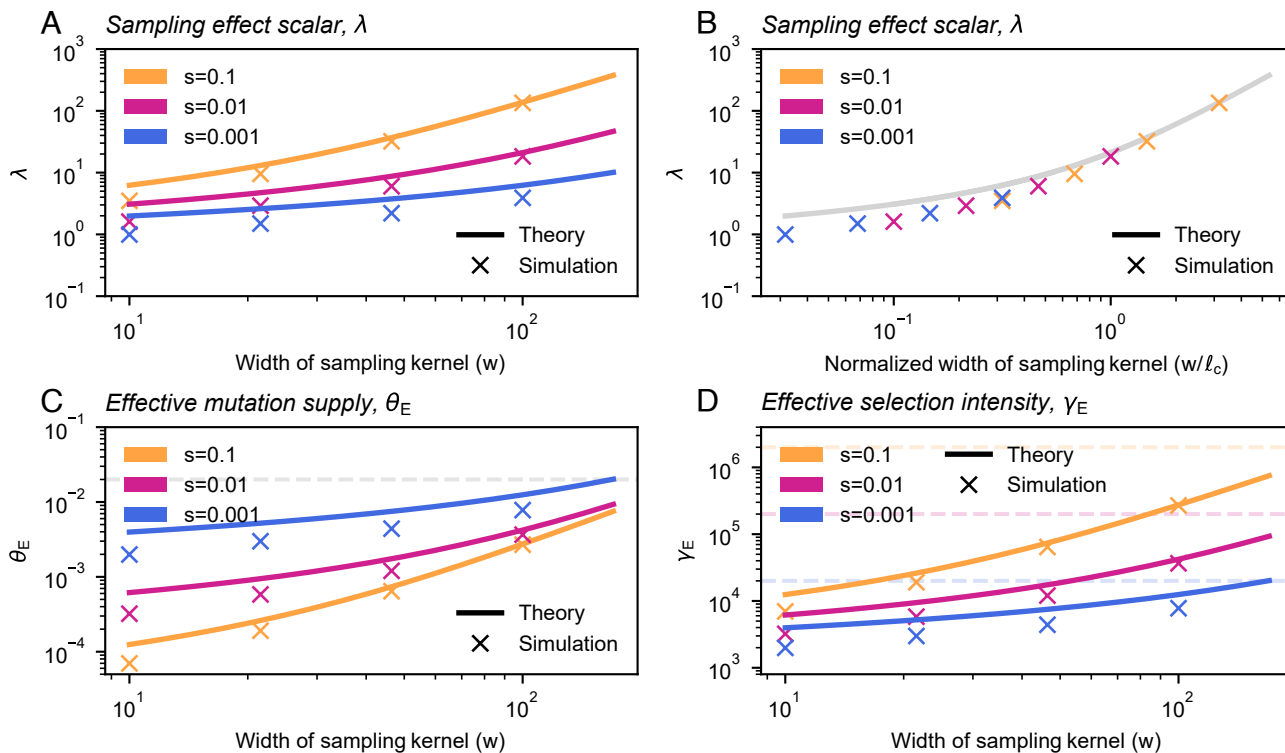 A Sampling effect scalar, λ
10³
10²
10¹
10⁰
10⁻¹
λ
s=0.1
s=0.01
s=0.001
Theory
Simulation
10¹
10²
Width of sampling kernel (w)
B Sampling effect scalar, λ
10³
10²
10¹
10⁰
10⁻¹
λ
s=0.1
s=0.01
s=0.001
Theory
Simulation
10⁻¹
10⁰
Normalized width of sampling kernel (w/ℓc)
C Effective mutation supply, θE
10⁻¹
10⁻²
10⁻³
10⁻⁴
θE
s=0.1
s=0.01
s=0.001
Theory
Simulation
10¹
10²
Width of sampling kernel (w)
D Effective selection intensity, γE
10⁶
10⁵
10⁴
10³
γE
s=0.1
s=0.01
s=0.001
Theory
Simulation
10¹
10²
Width of sampling kernel (w)